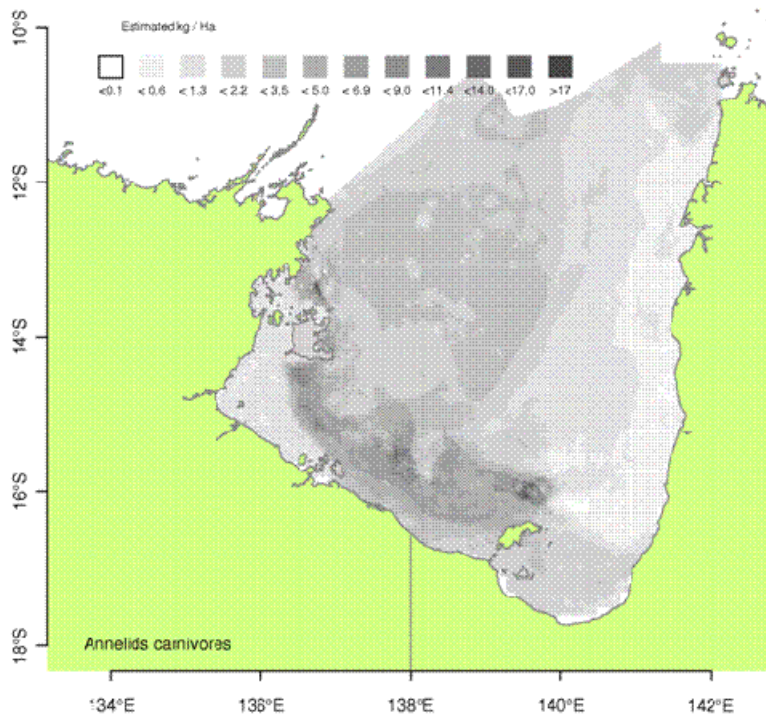 Estimated kg / Ha
<0.1 <0.6 <1.3 <2.2 <3.5 <5.0 <6.9 <9.0 <11.4 <14.0 <17.0 >17
10°S
12°S
14°S
16°S
18°S
Annelids carnivores
134°E 136°E 138°E 140°E 142°E